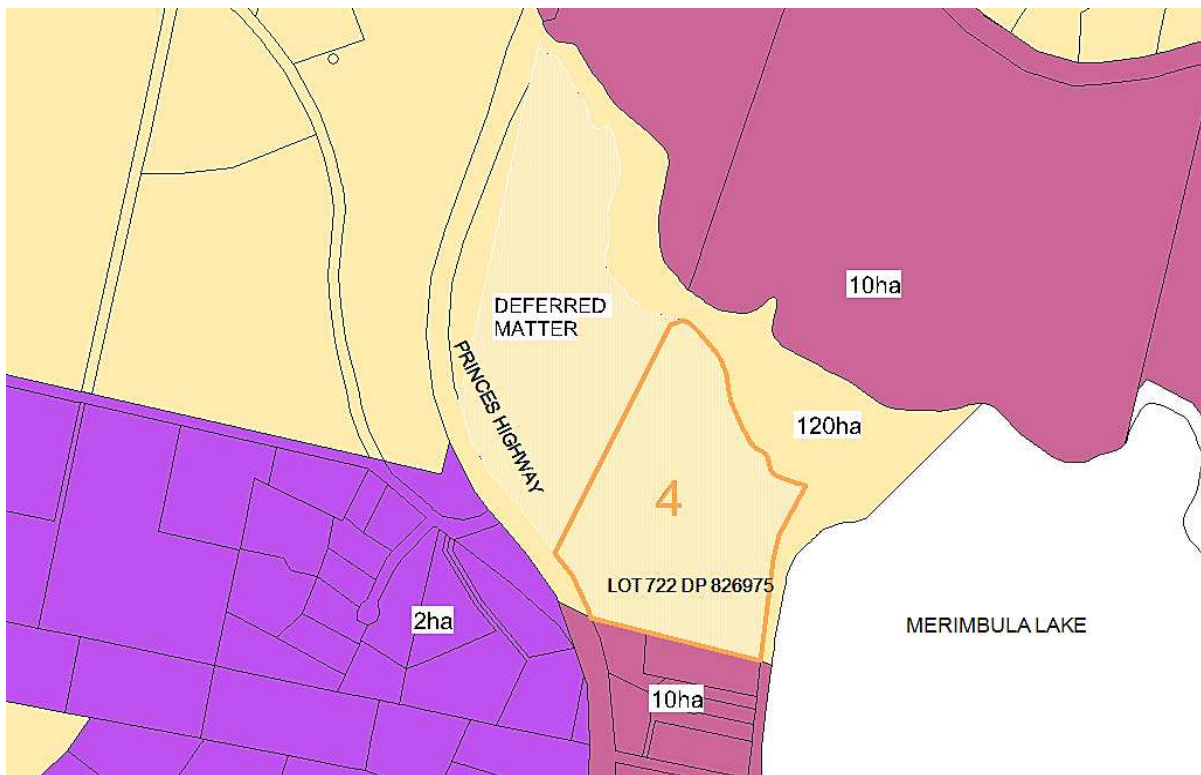 10ha
DEFERRED
MATTER
PRINCES HIGHWAY
120ha
4
LOT 722 DP 826975
2ha
MERIMBULA LAKE
10ha